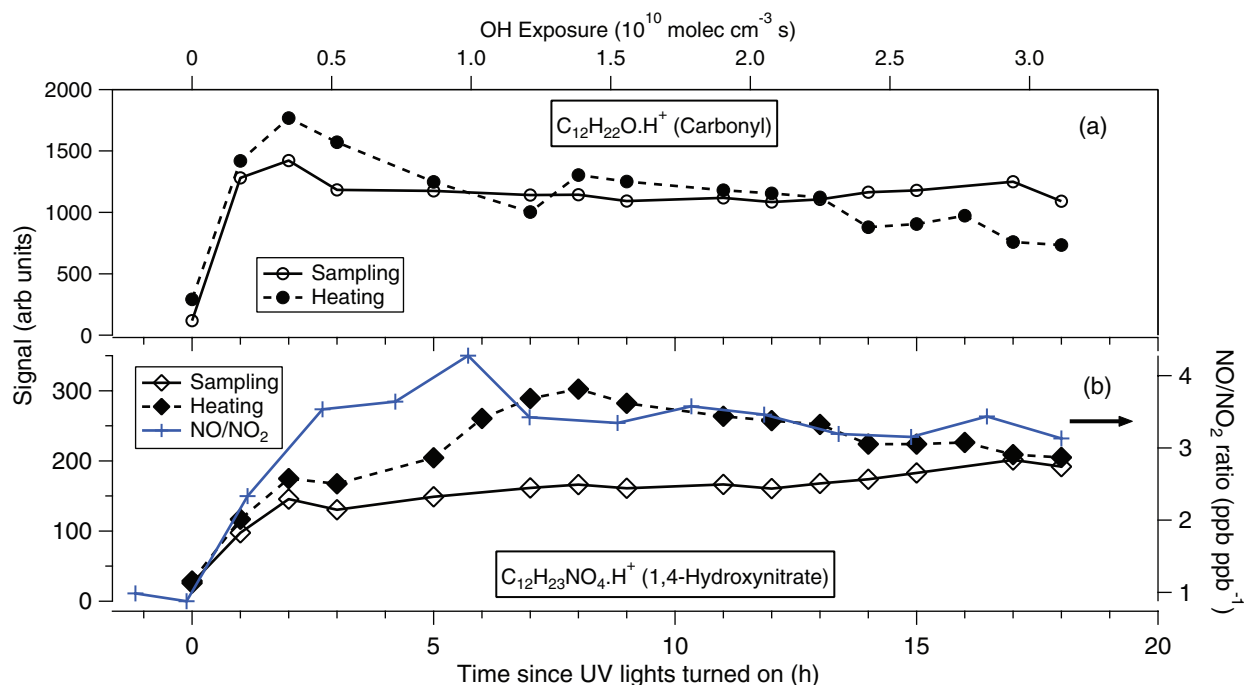 OH Exposure (10^10 molec cm^-3 s)
0 0.5 1.0 1.5 2.0 2.5 3.0
2000
1500
1000
500
0
C12H22O.H+ (Carbonyl)
(a)
Sampling
Heating
Signal (arb units)
300
200
100
0
Sampling
Heating
NO/NO2
(b)
C12H23NO4.H+ (1,4-Hydroxynitrate)
4
3
2
1
NO/NO2 ratio (ppb ppb^-1)
0 5 10 15 20
Time since UV lights turned on (h)